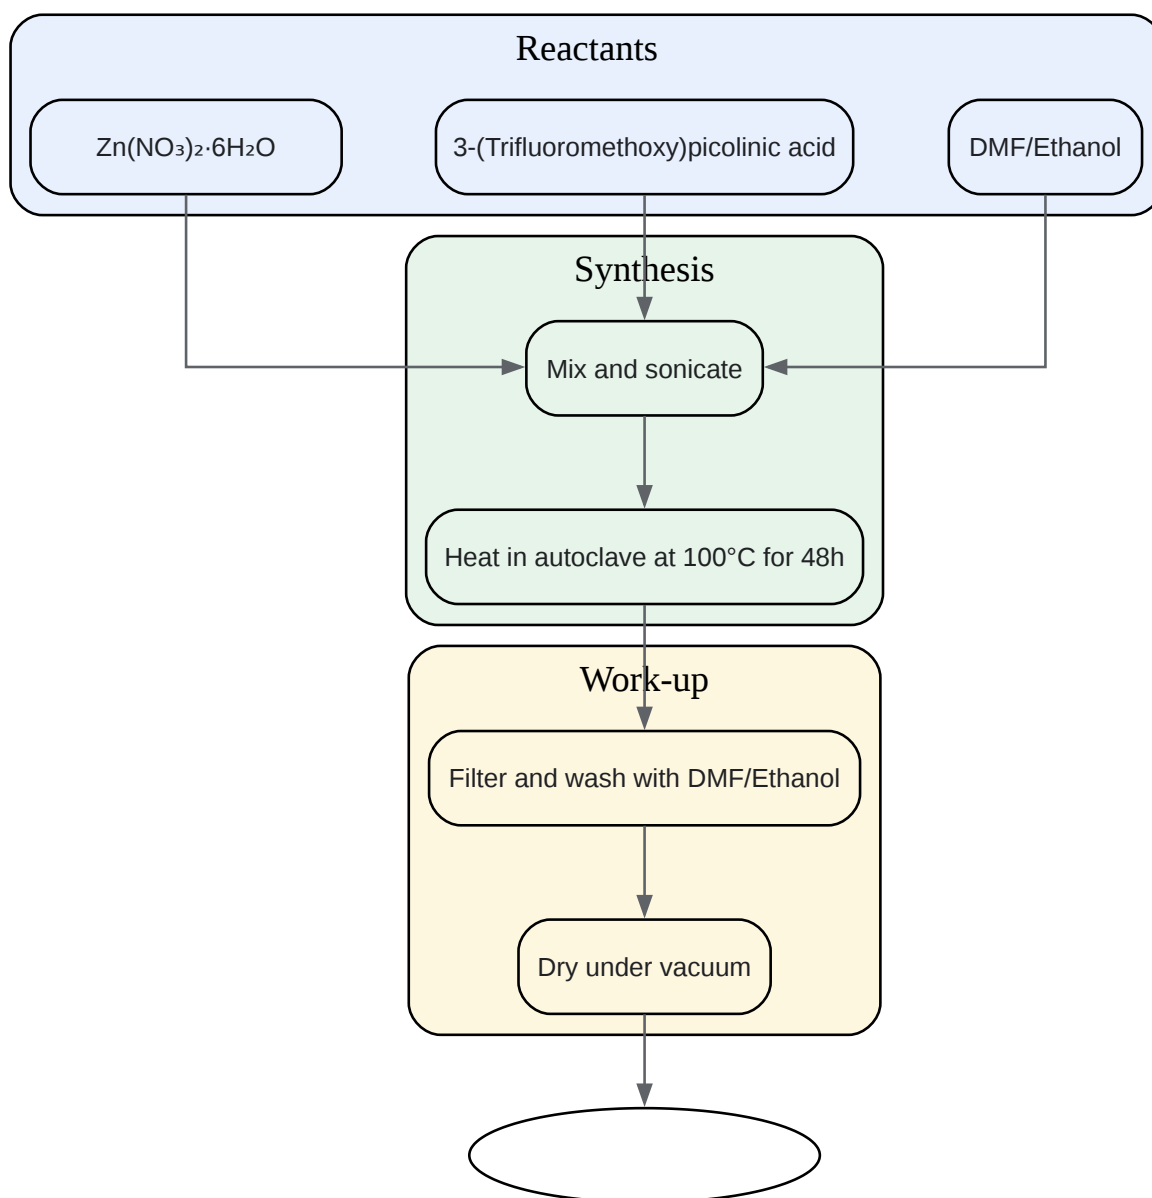 Reactants
Zn(NO₃)₂·6H₂O
3-(Trifluoromethoxy)picolinic acid
DMF/Ethanol
Synthesis
Mix and sonicate
Heat in autoclave at 100°C for 48h
Work-up
Filter and wash with DMF/Ethanol
Dry under vacuum